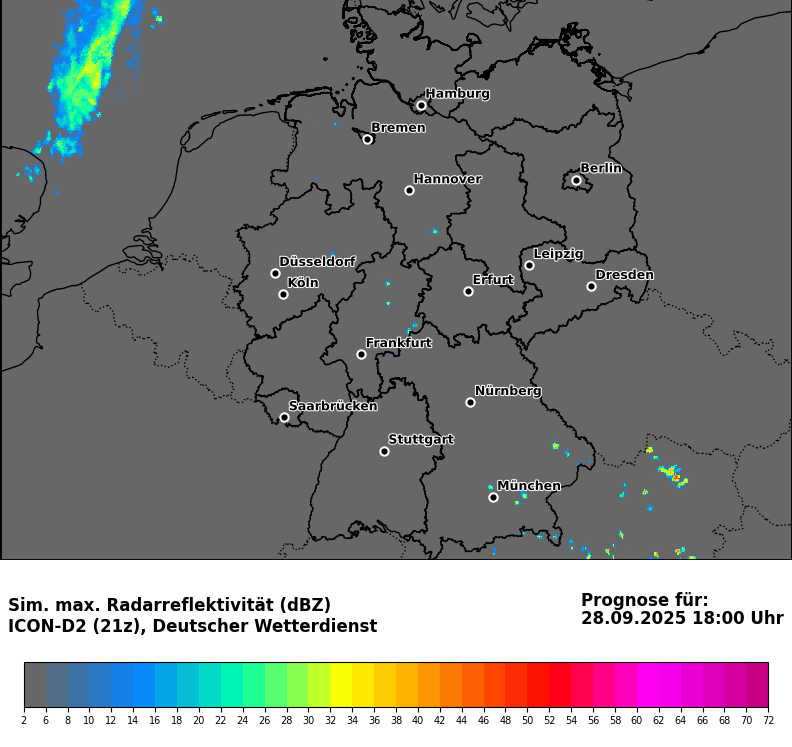 Hamburg
Bremen
Berlin
Hannover
Leipzig
Düsseldorf
Dresden
Erfurt
Köln
Frankfurt
Nürnberg
Saarbrücken
Stuttgart
München
Sim. max. Radarreflektivität (dBZ)
ICON-D2 (21z), Deutscher Wetterdienst
Prognose für:
28.09.2025 18:00 Uhr
2 6 8 10 12 14 16 18 20 22 24 26 28 30 32 34 36 38 40 42 44 46 48 50 52 54 56 58 60 62 64 66 68 70 72